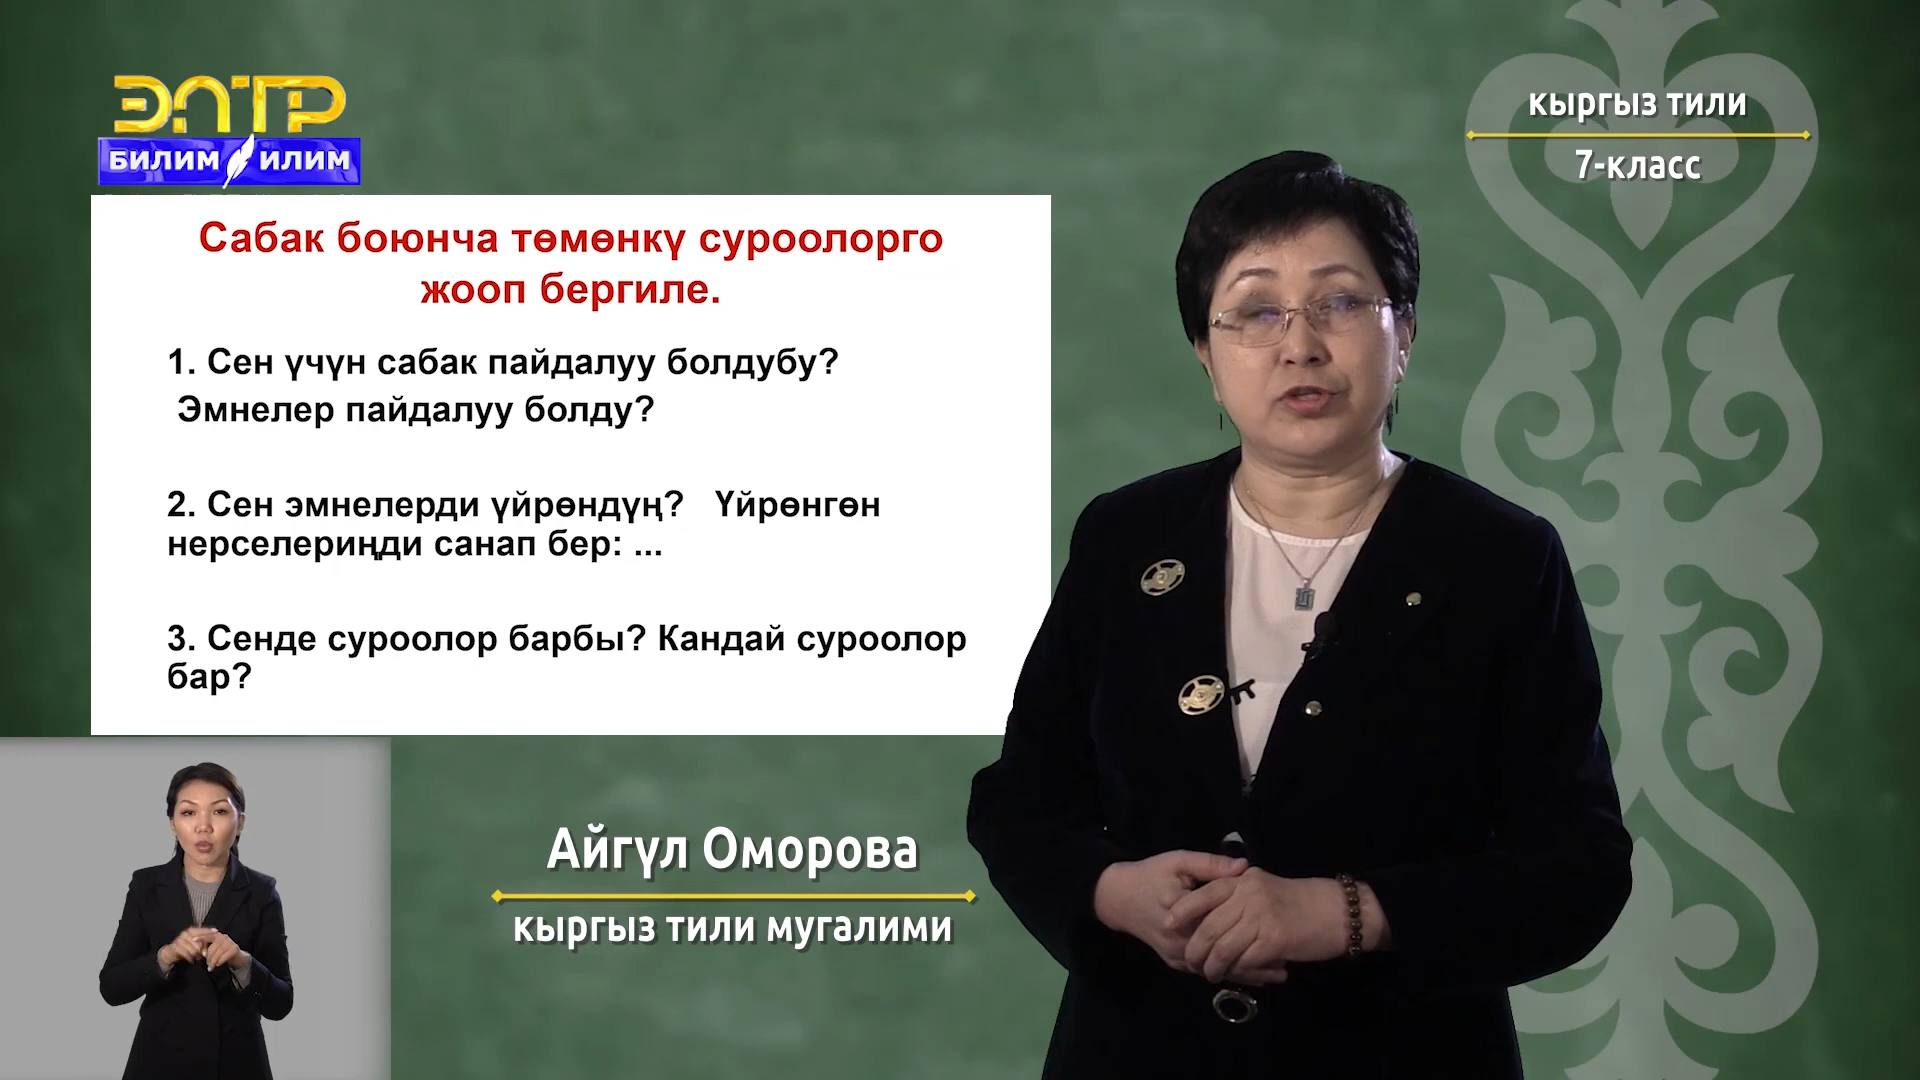 ЭЛТР
БИЛИМ ИЛИМ
кыргыз тили
7-класс
Сабак боюнча төмөнкү суроолорго
жооп бергиле.
1. Сен үчүн сабак пайдалуу болдубу?
Эмнелер пайдалуу болду?
2. Сен эмнелерди үйрөндүң? Үйрөнгөн
нерселериңди санап бер: ...
3. Сенде суроолор барбы? Кандай суроолор
бар?
Айгүл Оморова
кыргыз тили мугалими